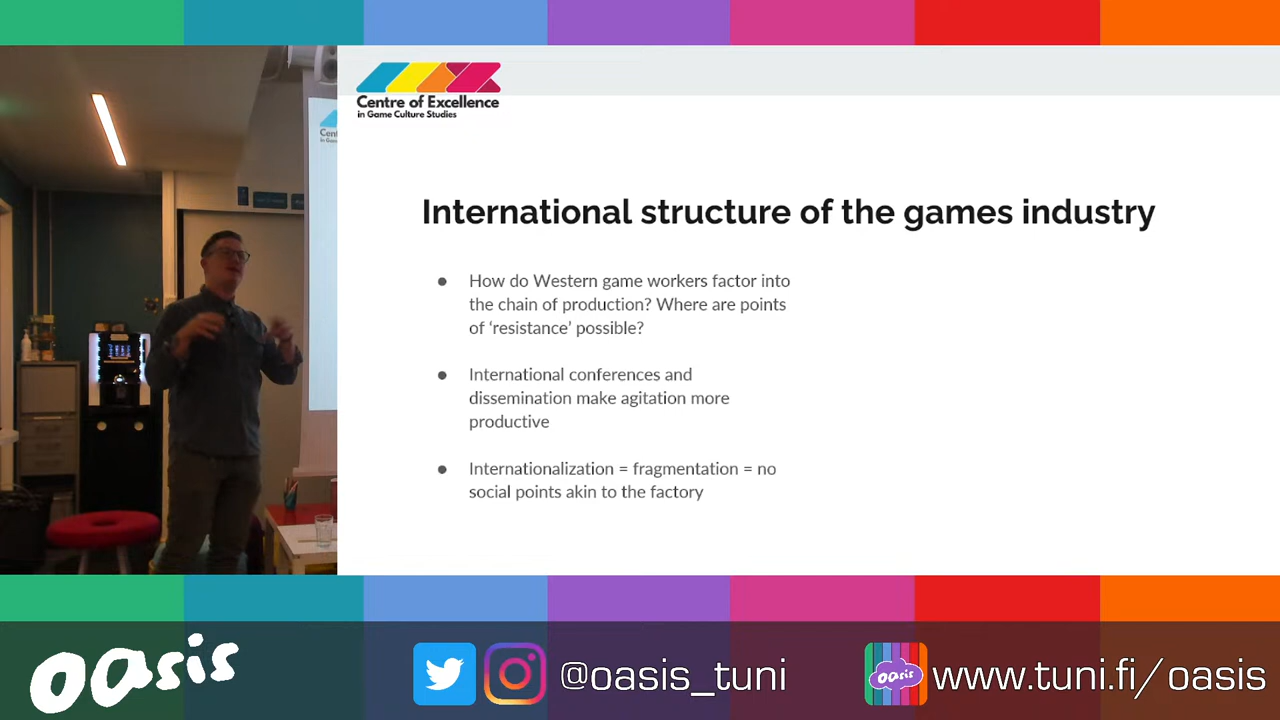 Centre of Excellence
in Game Culture Studies
International structure of the games industry
● How do Western game workers factor into
the chain of production? Where are points
of ‘resistance’ possible?
● International conferences and
dissemination make agitation more
productive
● Internationalization = fragmentation = no
social points akin to the factory
oasis
@oasis_tuni
oasis
www.tuni.fi/oasis